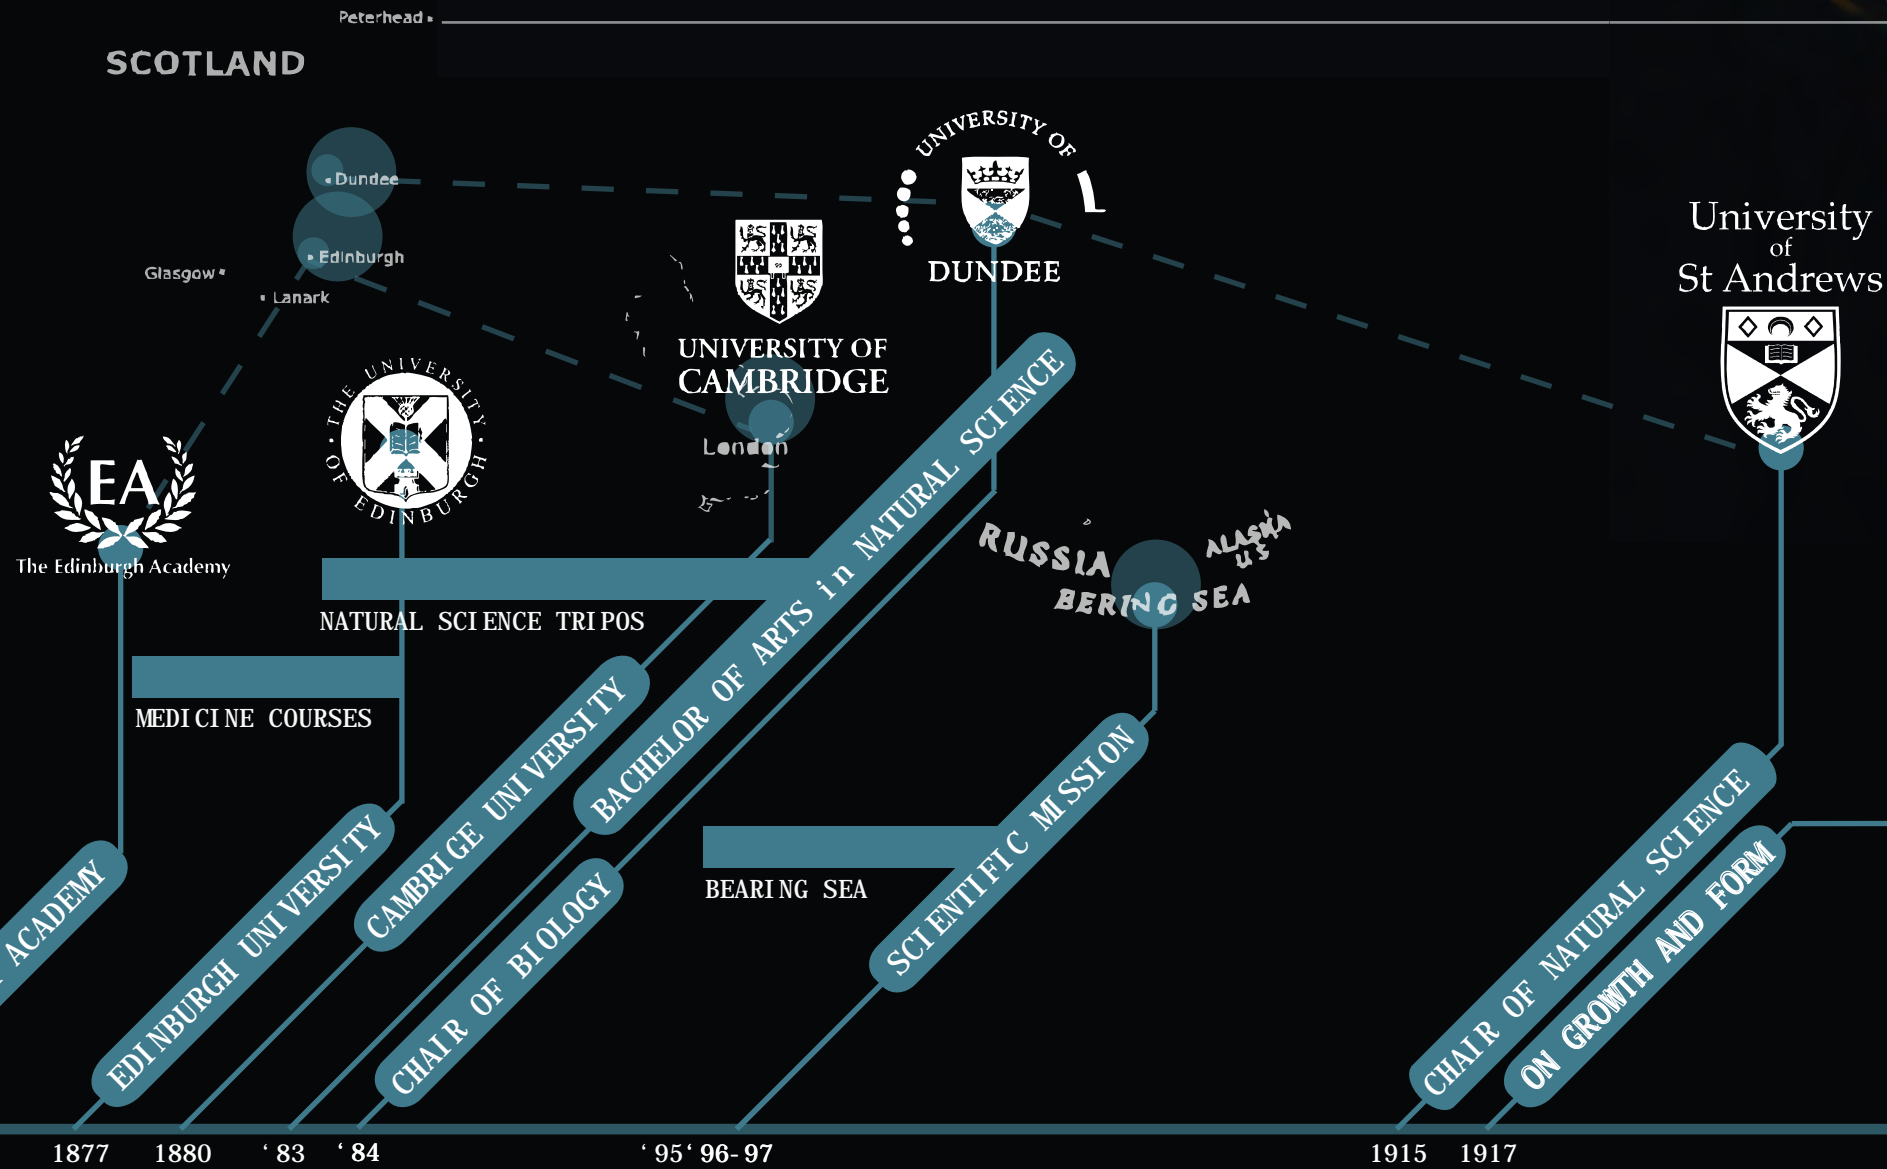 Peterhead
SCOTLAND
Dundee
Edinburgh
Glasgow
Lanark
UNIVERSITY OF
DUNDEE
University
of
St Andrews
UNIVERSITY OF
CAMBRIDGE
THE UNIVERSITY
OF EDINBURGH
London
EA
The Edinburgh Academy
RUSSIA
ALASKA
US
BERING SEA
NATURAL SCIENCE TRIPOS
MEDICINE COURSES
BEARING SEA
ACADEMY
EDINBURGH UNIVERSITY
CAMBRIGE UNIVERSITY
BACHELOR OF ARTS in NATURAL SCIENCE
CHAIR OF BIOLOGY
SCIENTIFIC MISSION
CHAIR OF NATURAL SCIENCE
ON GROWTH AND FORM
1877 1880 ‘83 ‘84 ‘95‘96-97 1915 1917